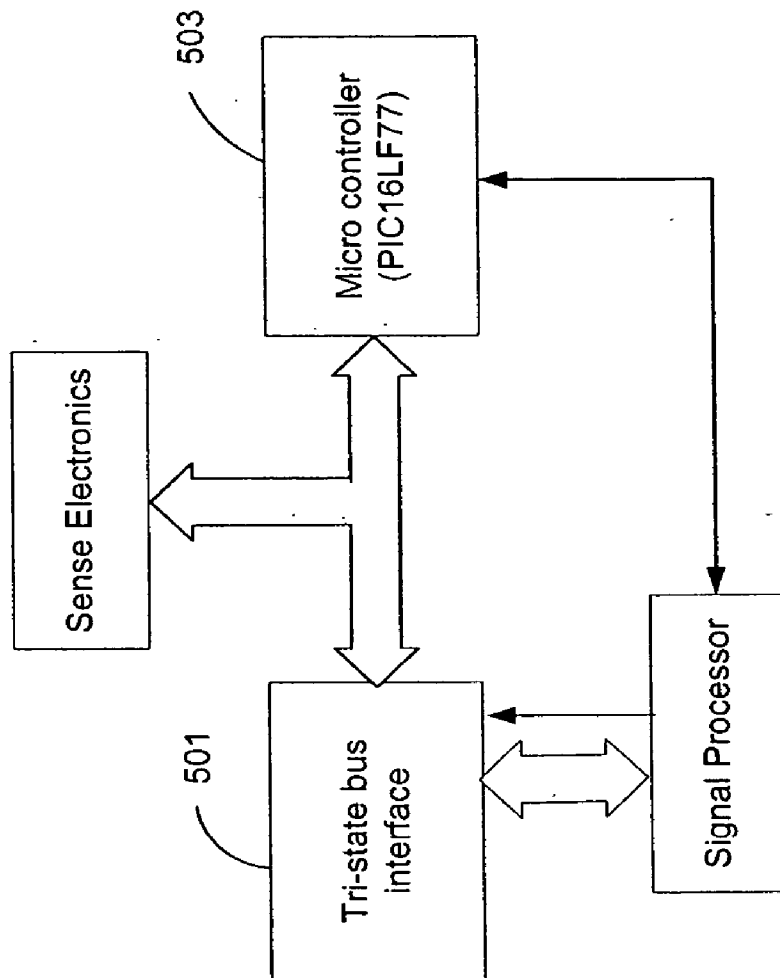 Sense Electronics
501
Tri-state bus
interface
503
Micro controller
(PIC16LF77)
Signal Processor